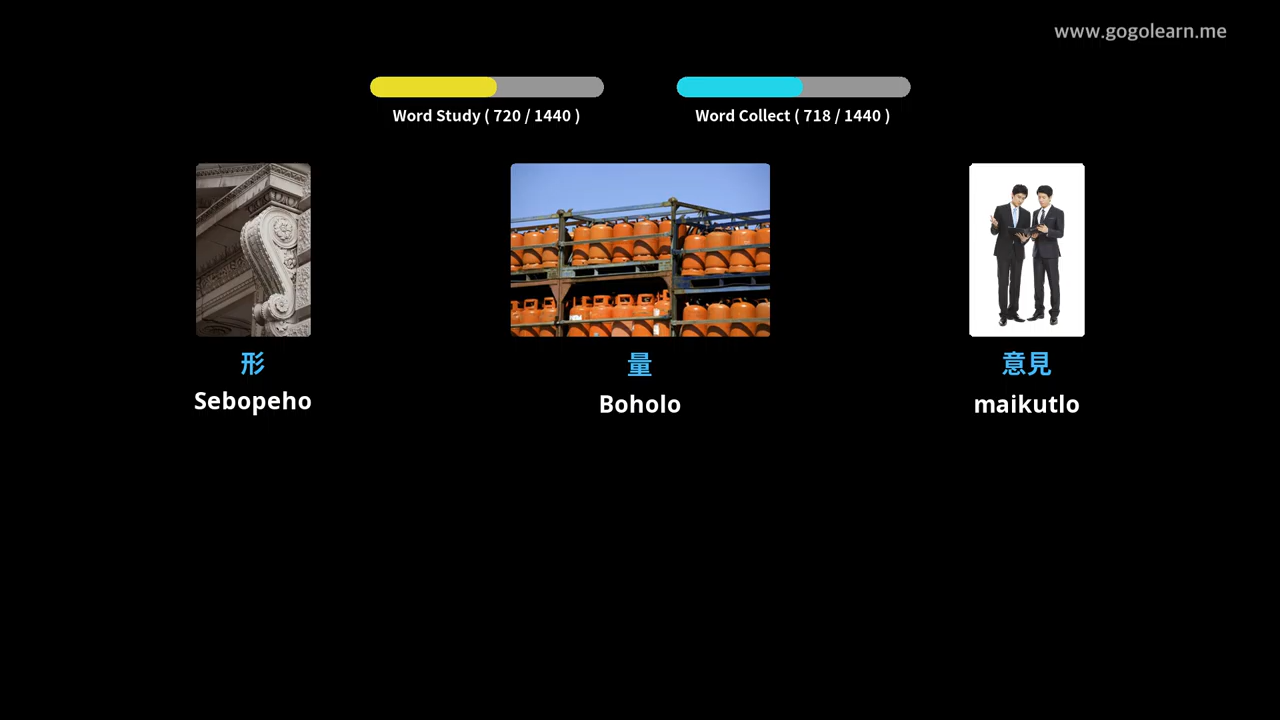 www.gogolearn.me
Word Study ( 720 / 1440 )
Word Collect ( 718 / 1440 )
形
Sebopeho
量
Boholo
意見
maikutlo